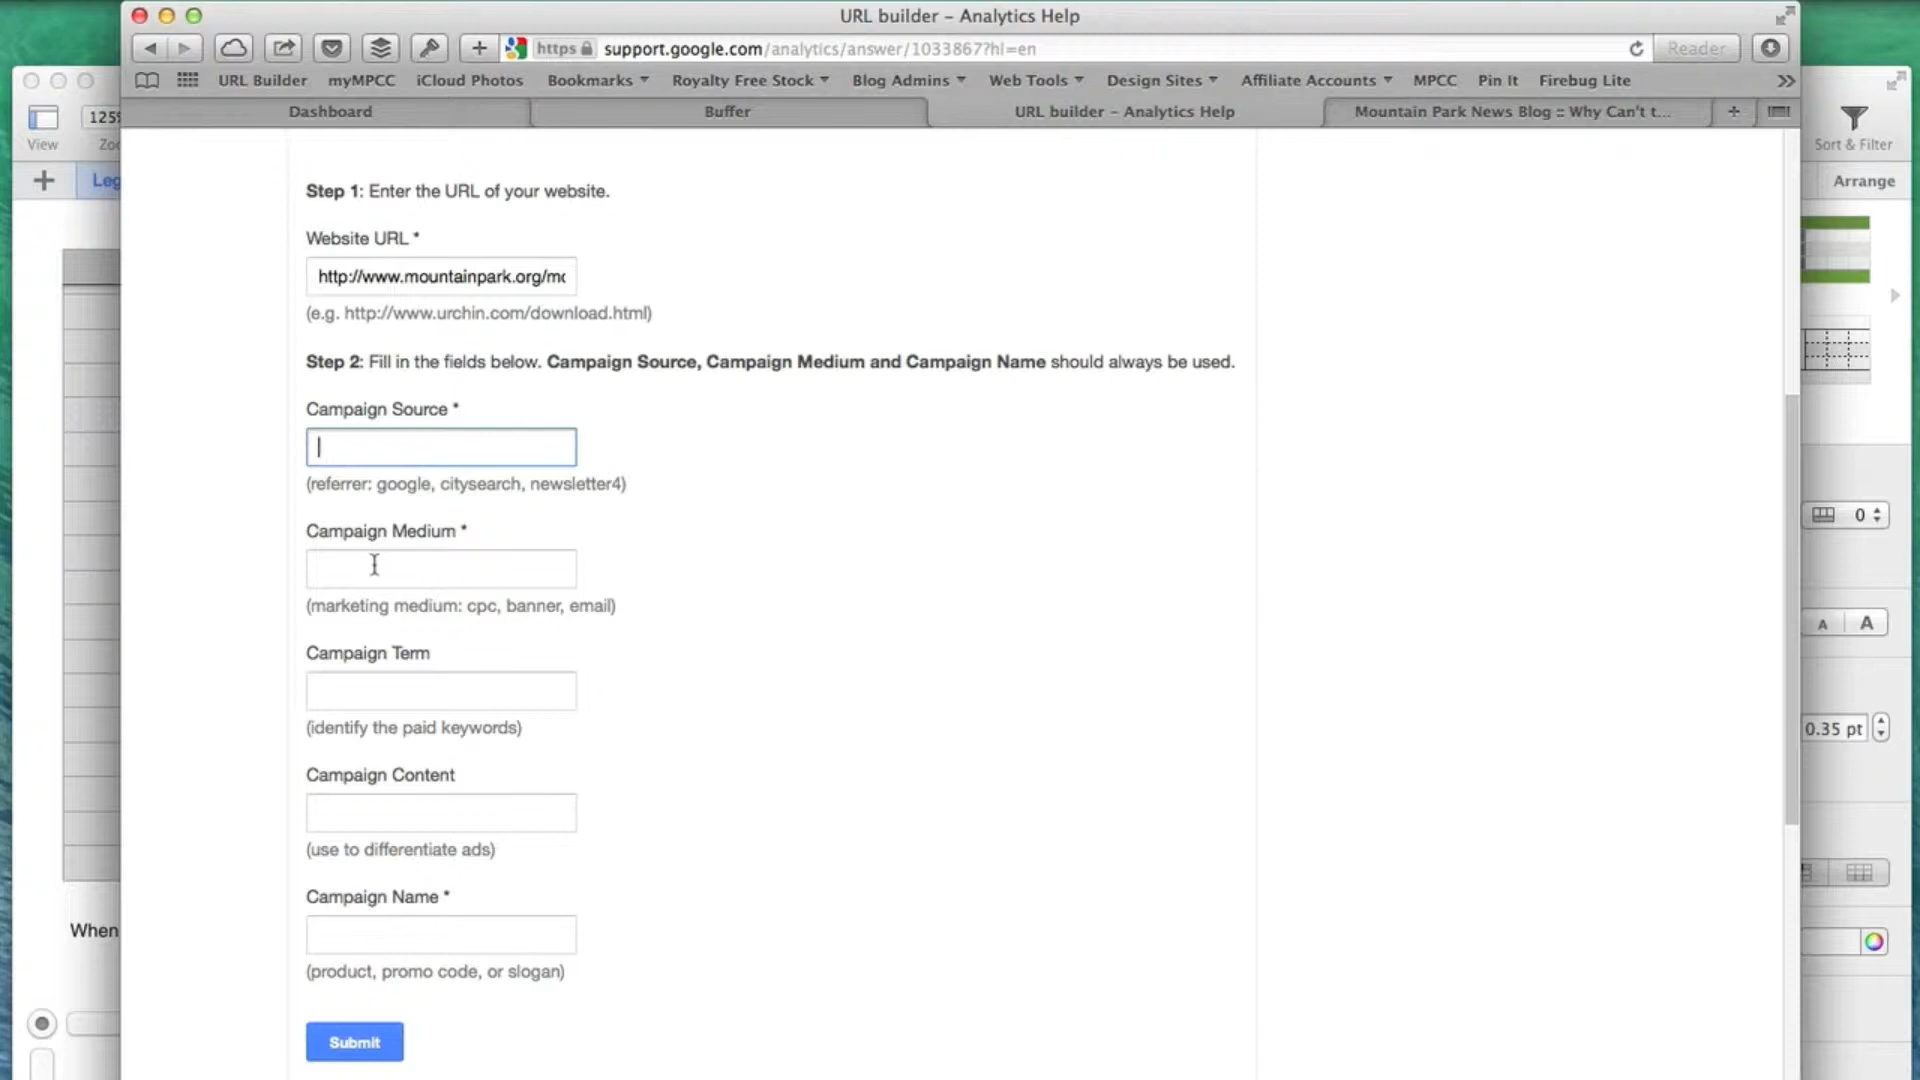 URL builder – Analytics Help
https support.google.com/analytics/answer/1033867?hl=en Reader
URL Builder myMPCC iCloud Photos Bookmarks Royalty Free Stock Blog Admins Web Tools Design Sites Affiliate Accounts MPCC Pin It Firebug Lite
Dashboard Buffer URL builder – Analytics Help Mountain Park News Blog :: Why Can't t...
View
Sort & Filter
Arrange
Step 1: Enter the URL of your website.
Website URL *
http://www.mountainpark.org/mo
(e.g. http://www.urchin.com/download.html)
Step 2: Fill in the fields below. Campaign Source, Campaign Medium and Campaign Name should always be used.
Campaign Source *
(referrer: google, citysearch, newsletter4)
0
Campaign Medium *
(marketing medium: cpc, banner, email)
A A
Campaign Term
(identify the paid keywords)
0.35 pt
Campaign Content
(use to differentiate ads)
Campaign Name *
When
(product, promo code, or slogan)
Submit